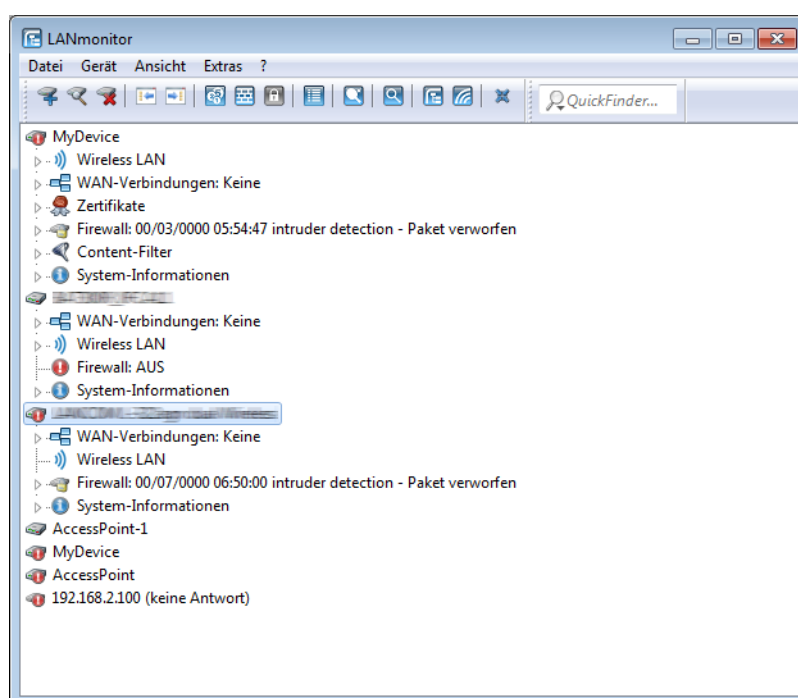 LANmonitor
Datei Gerät Ansicht Extras ?
QuickFinder...
MyDevice
Wireless LAN
WAN-Verbindungen: Keine
Zertifikate
Firewall: 00/03/0000 05:54:47 intruder detection - Paket verworfen
Content-Filter
System-Informationen
WAN-Verbindungen: Keine
Wireless LAN
Firewall: AUS
System-Informationen
WAN-Verbindungen: Keine
Wireless LAN
Firewall: 00/07/0000 06:50:00 intruder detection - Paket verworfen
System-Informationen
AccessPoint-1
MyDevice
AccessPoint
192.168.2.100 (keine Antwort)